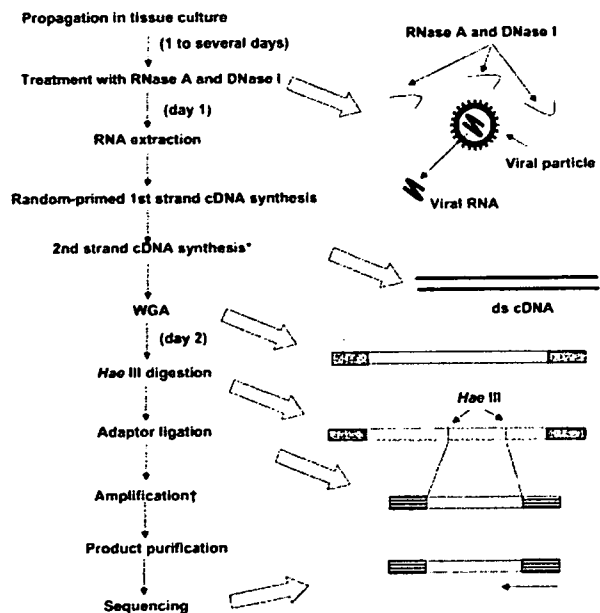 Propagation in tissue culture
(1 to several days)
Treatment with RNase A and DNase I
(day 1)
RNA extraction
Random-primed 1st strand cDNA synthesis
2nd strand cDNA synthesis*
WGA
(day 2)
Hae III digestion
Adaptor ligation
Amplification†
Product purification
Sequencing
RNase A and DNase I
Viral particle
Viral RNA
ds cDNA
Hae III